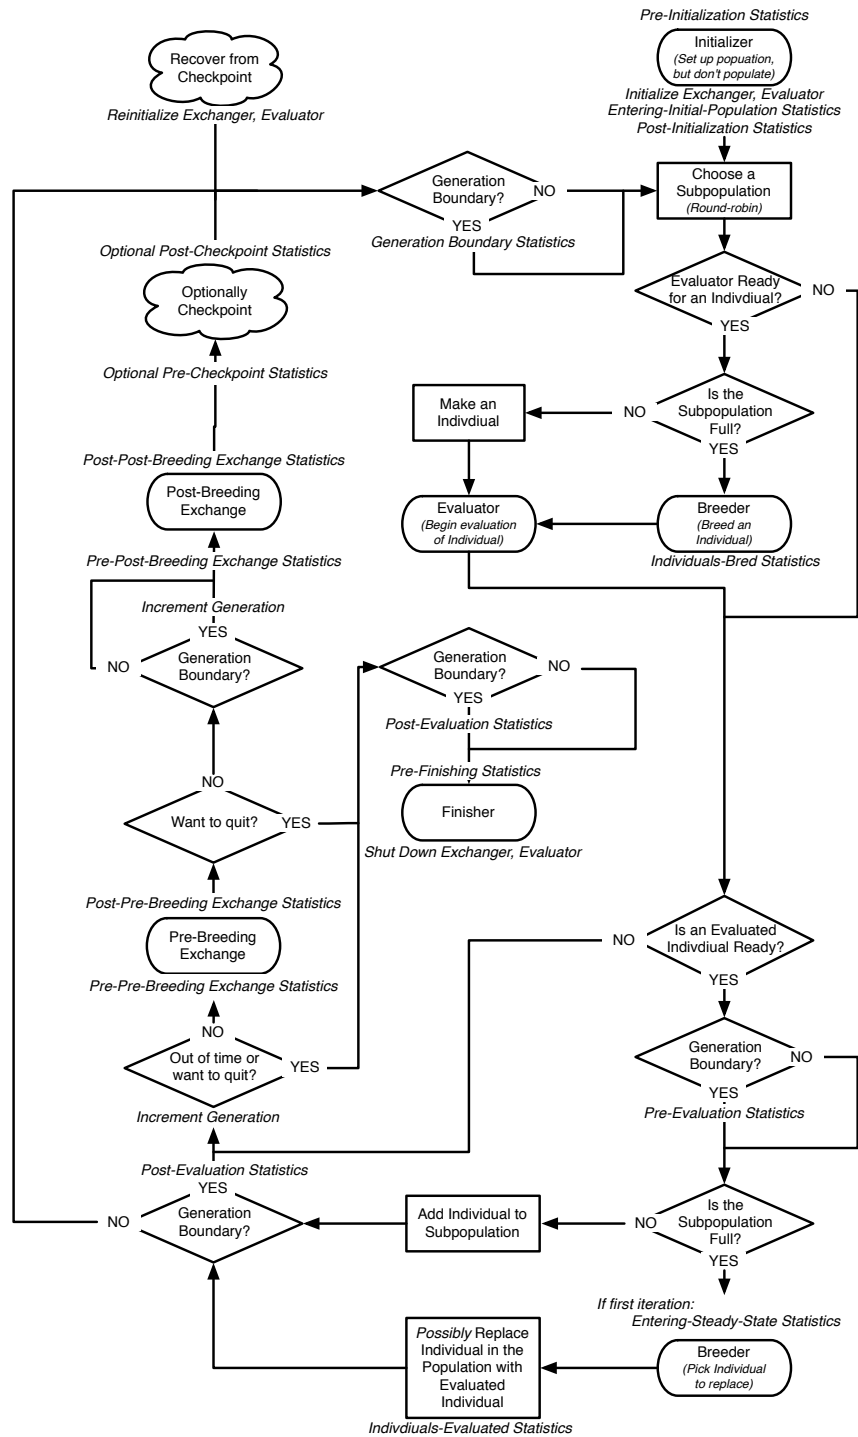 Pre-Initialization Statistics
Initializer
(Set up popuation,
but don't populate)
Initialize Exchanger, Evaluator
Entering-Initial-Population Statistics
Post-Initialization Statistics
Recover from
Checkpoint
Reinitialize Exchanger, Evaluator
Generation
Boundary?
NO
YES
Generation Boundary Statistics
Choose a
Subpopulation
(Round-robin)
Optional Post-Checkpoint Statistics
Optionally
Checkpoint
Optional Pre-Checkpoint Statistics
Evaluator Ready
for an Indivdiual?
NO
YES
Is the
Subpopulation
Full?
NO
YES
Make an
Indivdiual
Evaluator
(Begin evaluation
of Individual)
Breeder
(Breed an
Individual)
Individuals-Bred Statistics
Post-Post-Breeding Exchange Statistics
Post-Breeding
Exchange
Pre-Post-Breeding Exchange Statistics
Increment Generation
YES
NO
Generation
Boundary?
Generation
Boundary?
NO
YES
Post-Evaluation Statistics
Pre-Finishing Statistics
Finisher
Shut Down Exchanger, Evaluator
NO
Want to quit?
YES
Post-Pre-Breeding Exchange Statistics
Pre-Breeding
Exchange
Pre-Pre-Breeding Exchange Statistics
NO
Out of time or
want to quit?
YES
Increment Generation
Post-Evaluation Statistics
YES
NO
Generation
Boundary?
Is an Evaluated
Indivdiual Ready?
NO
YES
Generation
Boundary?
NO
YES
Pre-Evaluation Statistics
Is the
Subpopulation
Full?
NO
YES
Add Individual to
Subpopulation
If first iteration:
Entering-Steady-State Statistics
Breeder
(Pick Individual
to replace)
Possibly Replace
Individual in the
Population with
Evaluated
Individual
Indivdiuals-Evaluated Statistics